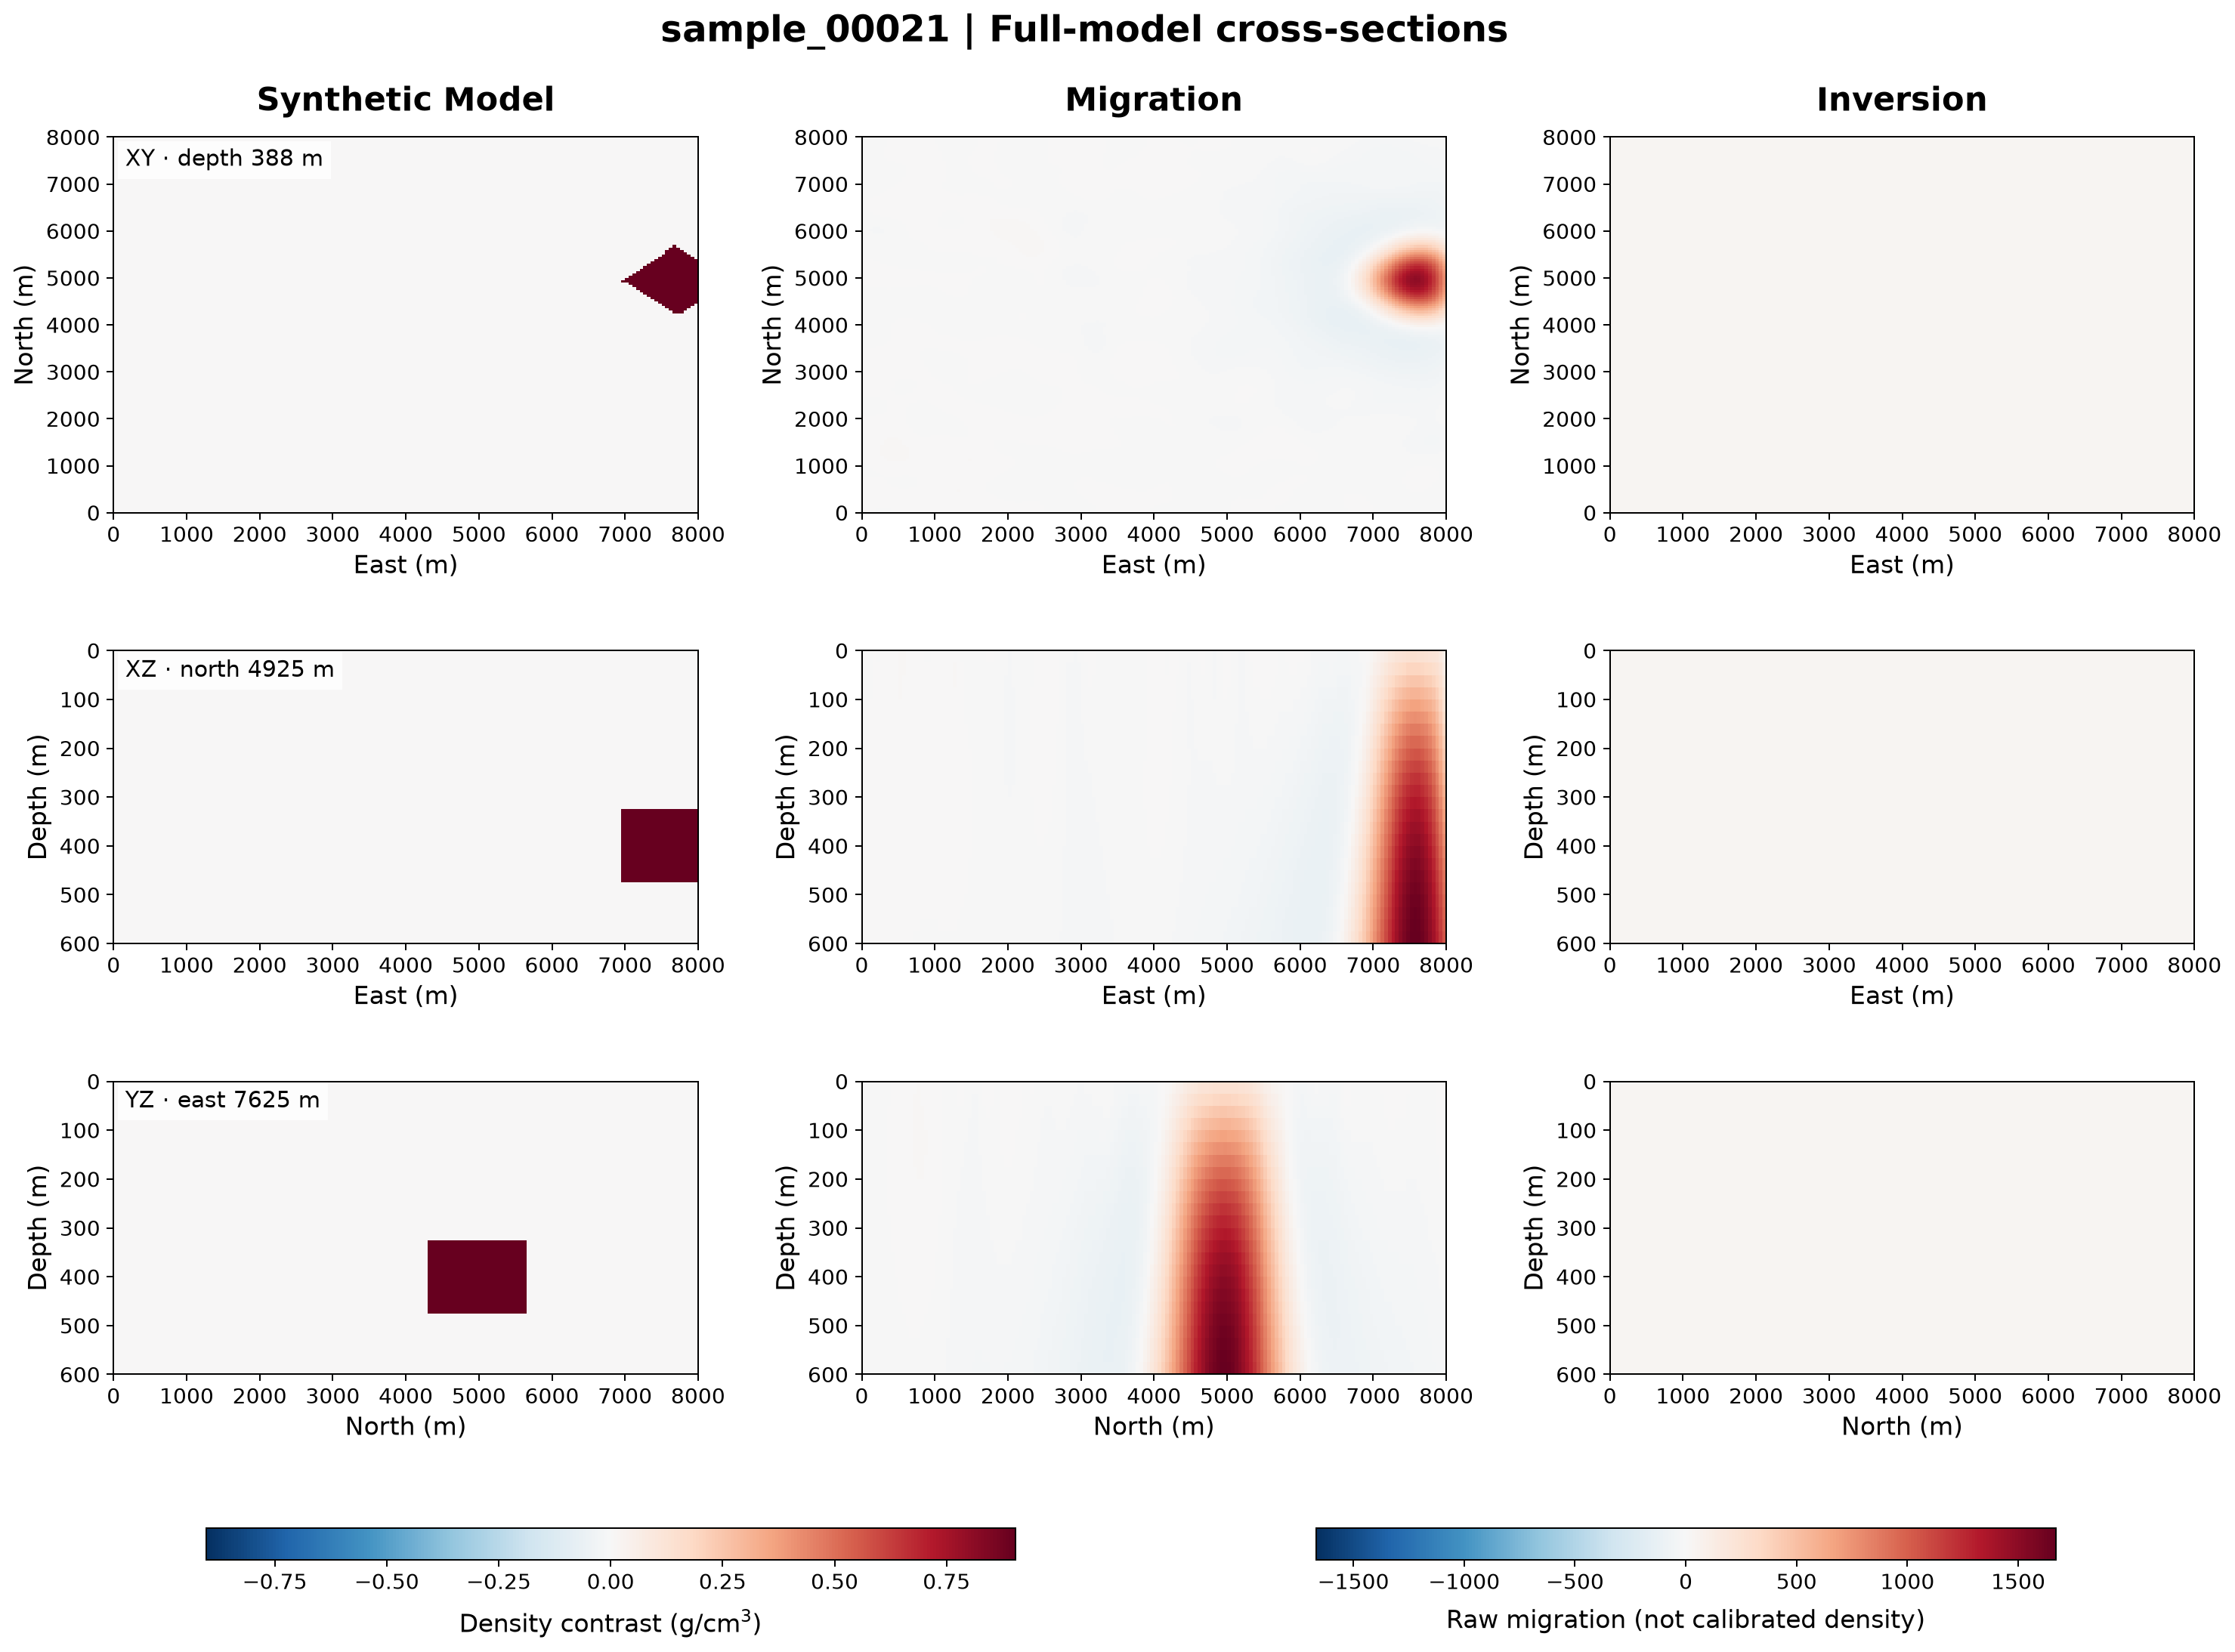 sample_00021 | Full-model cross-sections
Synthetic Model
Migration
Inversion
8000
7000
6000
5000
4000
3000
2000
1000
0
North (m)
XY · depth 388 m
0 1000 2000 3000 4000 5000 6000 7000 8000
East (m)
8000
7000
6000
5000
4000
3000
2000
1000
0
North (m)
0 1000 2000 3000 4000 5000 6000 7000 8000
East (m)
8000
7000
6000
5000
4000
3000
2000
1000
0
North (m)
0 1000 2000 3000 4000 5000 6000 7000 8000
East (m)
0
100
200
300
400
500
600
Depth (m)
XZ · north 4925 m
0 1000 2000 3000 4000 5000 6000 7000 8000
East (m)
0
100
200
300
400
500
600
Depth (m)
0 1000 2000 3000 4000 5000 6000 7000 8000
East (m)
0
100
200
300
400
500
600
Depth (m)
0 1000 2000 3000 4000 5000 6000 7000 8000
East (m)
0
100
200
300
400
500
600
Depth (m)
YZ · east 7625 m
0 1000 2000 3000 4000 5000 6000 7000 8000
North (m)
0
100
200
300
400
500
600
Depth (m)
0 1000 2000 3000 4000 5000 6000 7000 8000
North (m)
0
100
200
300
400
500
600
Depth (m)
0 1000 2000 3000 4000 5000 6000 7000 8000
North (m)
−0.75 −0.50 −0.25 0.00 0.25 0.50 0.75
Density contrast (g/cm³)
−1500 −1000 −500 0 500 1000 1500
Raw migration (not calibrated density)